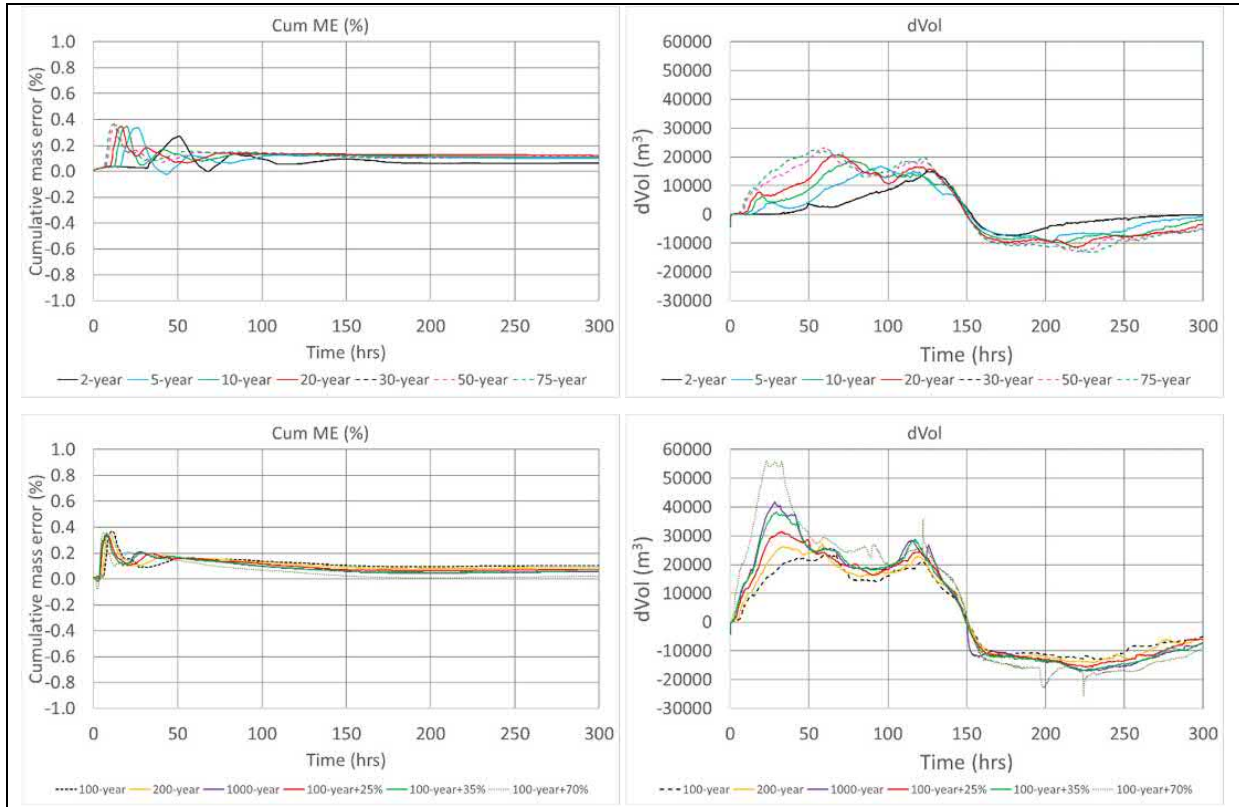 Cum ME (%)
1.0
0.8
0.6
0.4
0.2
0.0
-0.2
-0.4
-0.6
-0.8
-1.0
Cumulative mass error (%)
0 50 100 150 200 250 300
Time (hrs)
2-year 5-year 10-year 20-year 30-year 50-year 75-year
dVol
60000
50000
40000
30000
20000
10000
0
-10000
-20000
-30000
dVol (m³)
0 50 100 150 200 250 300
Time (hrs)
2-year 5-year 10-year 20-year 30-year 50-year 75-year
Cum ME (%)
1.0
0.8
0.6
0.4
0.2
0.0
-0.2
-0.4
-0.6
-0.8
-1.0
Cumulative mass error (%)
0 50 100 150 200 250 300
Time (hrs)
100-year 200-year 1000-year 100-year+25% 100-year+35% 100-year+70%
dVol
60000
50000
40000
30000
20000
10000
0
-10000
-20000
-30000
dVol (m³)
0 50 100 150 200 250 300
Time (hrs)
100-year 200-year 1000-year 100-year+25% 100-year+35% 100-year+70%